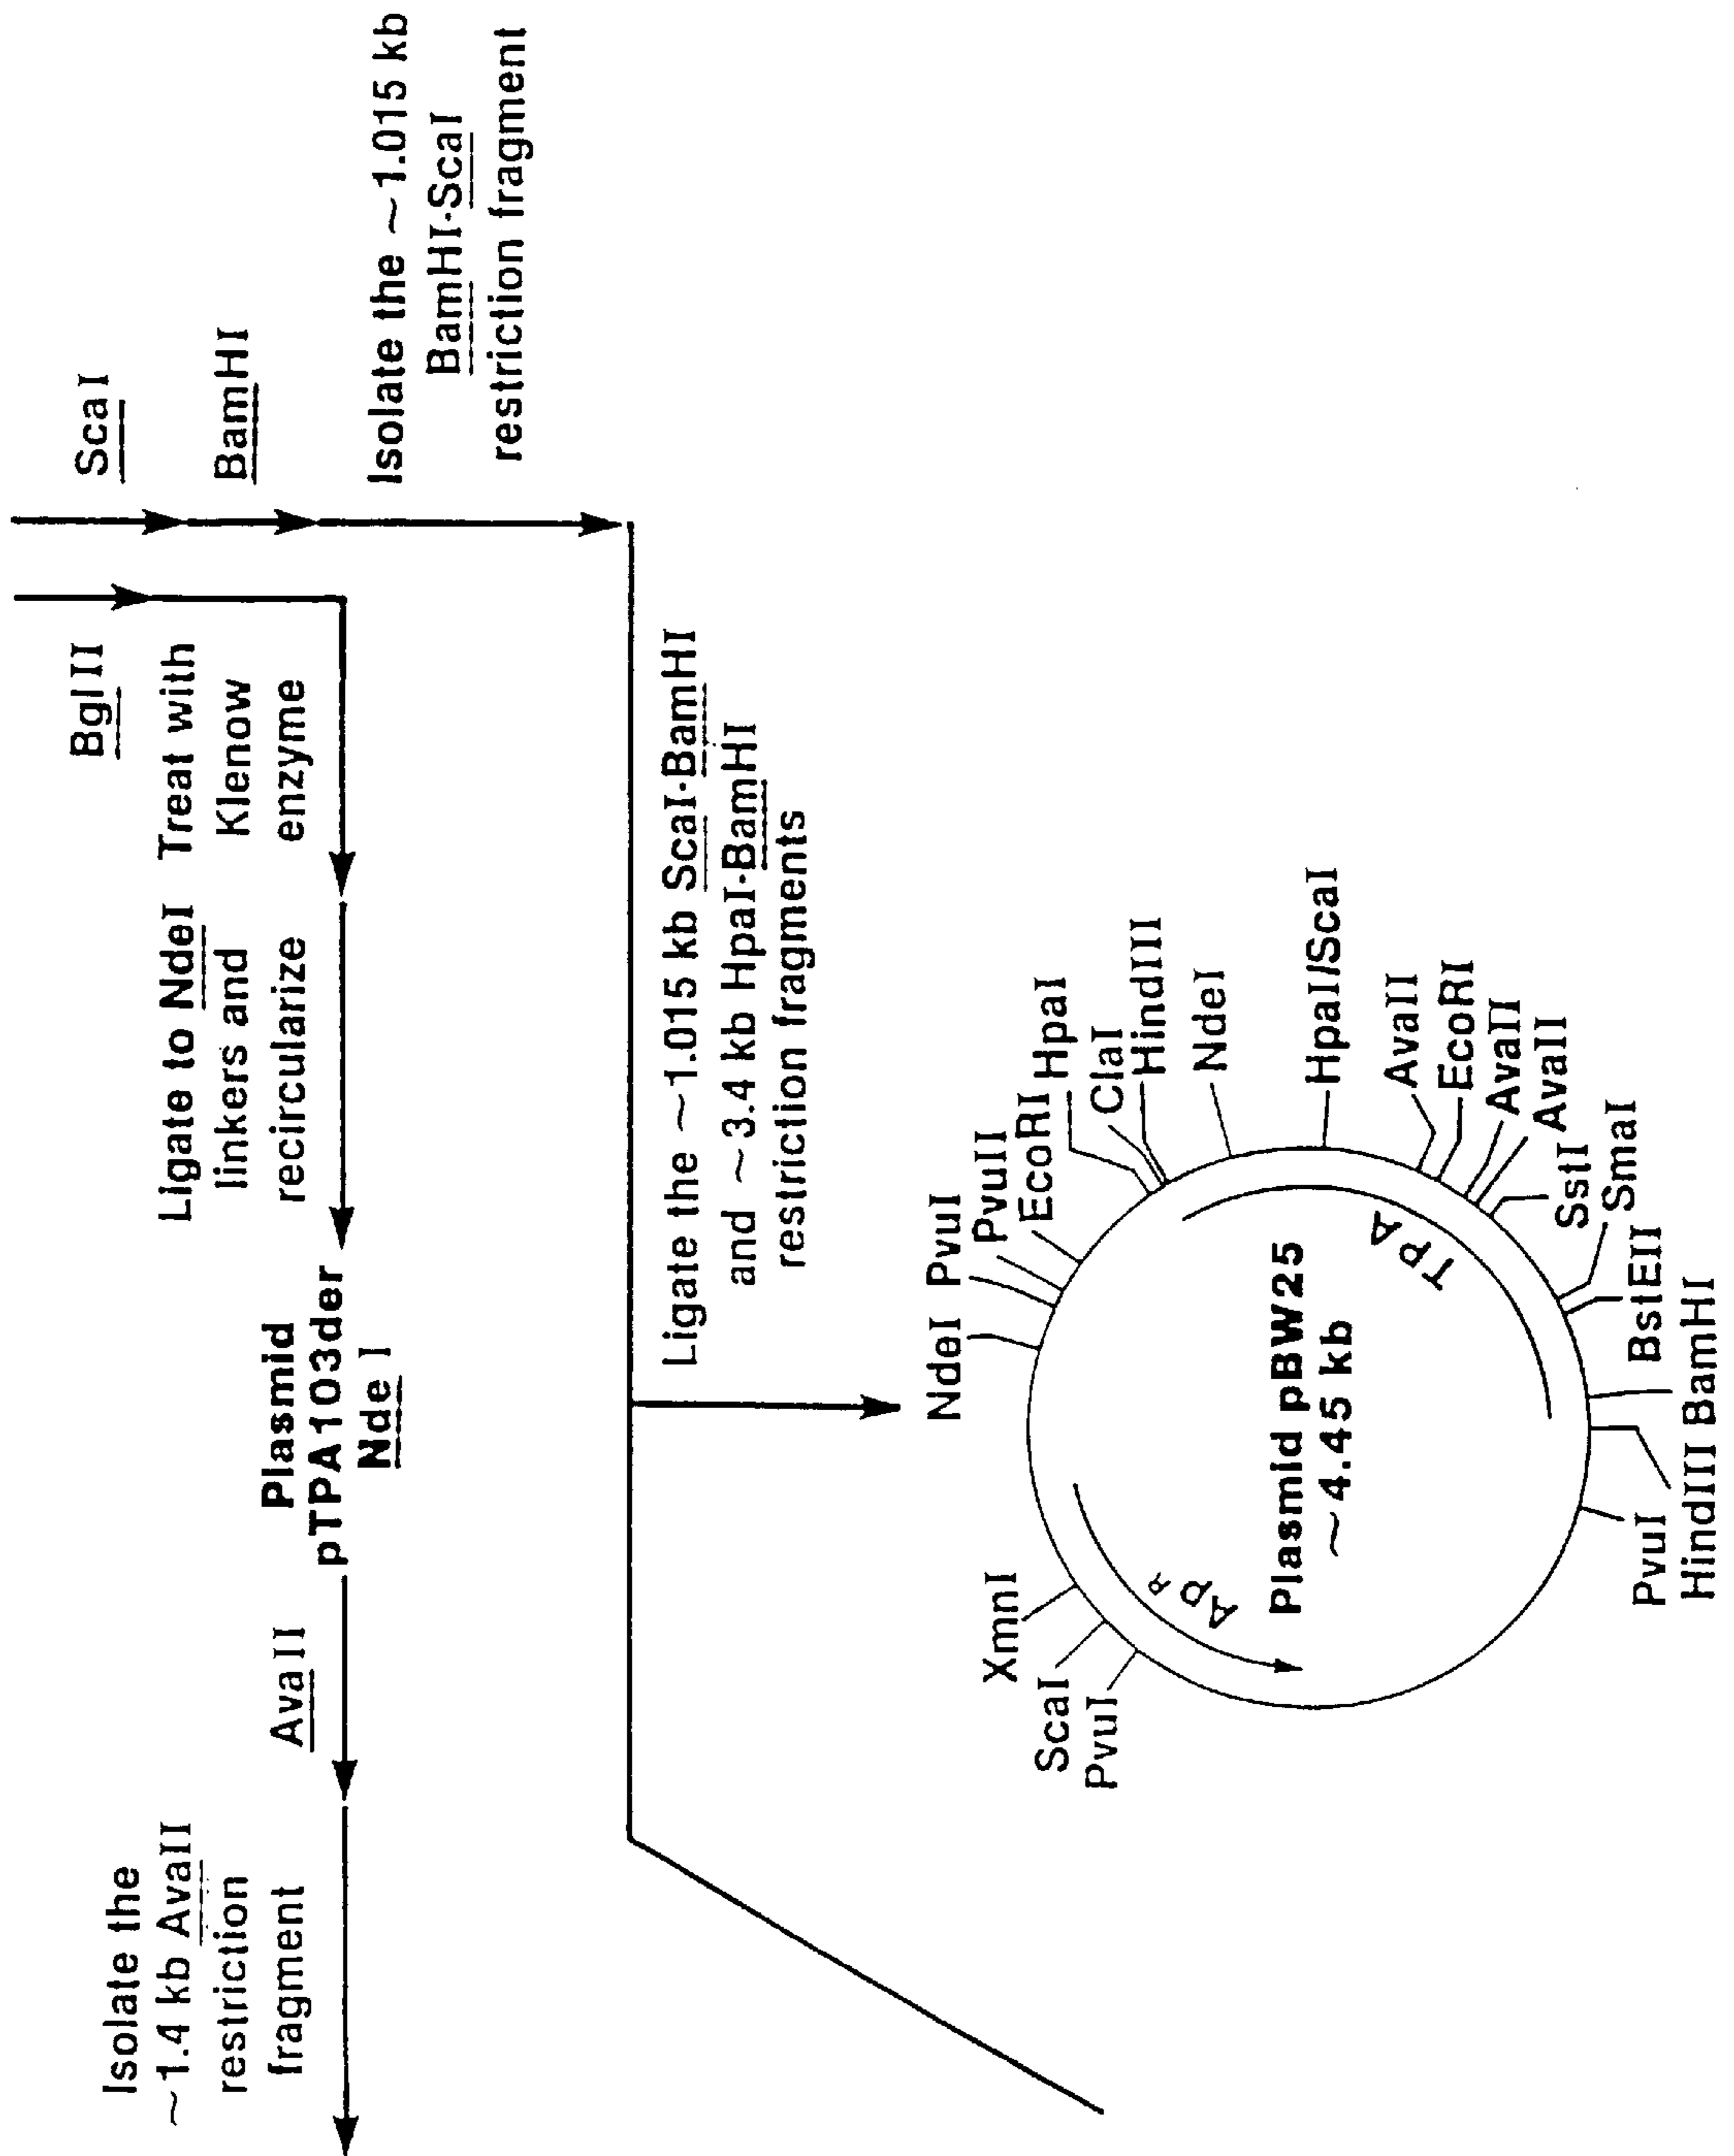 ScaI
BamHI
Isolate the ~1.015 kb
BamHI-ScaI
restriction fragment
BglII
Treat with
Klenow
enzyme
Ligate to NdeI
linkers and
recircularize
Plasmid
pTPA103der
Nde I
AvaII
Isolate the
~1.4 kb AvaII
restriction
fragment
Ligate the ~1.015 kb ScaI-BamHI
and ~3.4 kb HpaI-BamHI
restriction fragments
XmnI
ScaI
PvuI
NdeI
PvuI
PvuII
EcoRI
HpaI
ClaI
HindIII
NdeI
HpaI/ScaI
AvaII
EcoRI
AvaII
AvaII
SstI
SmaI
BstEII
BamHI
HindIII
PvuI
ApR
TPA
Plasmid pBW25
~4.45 kb